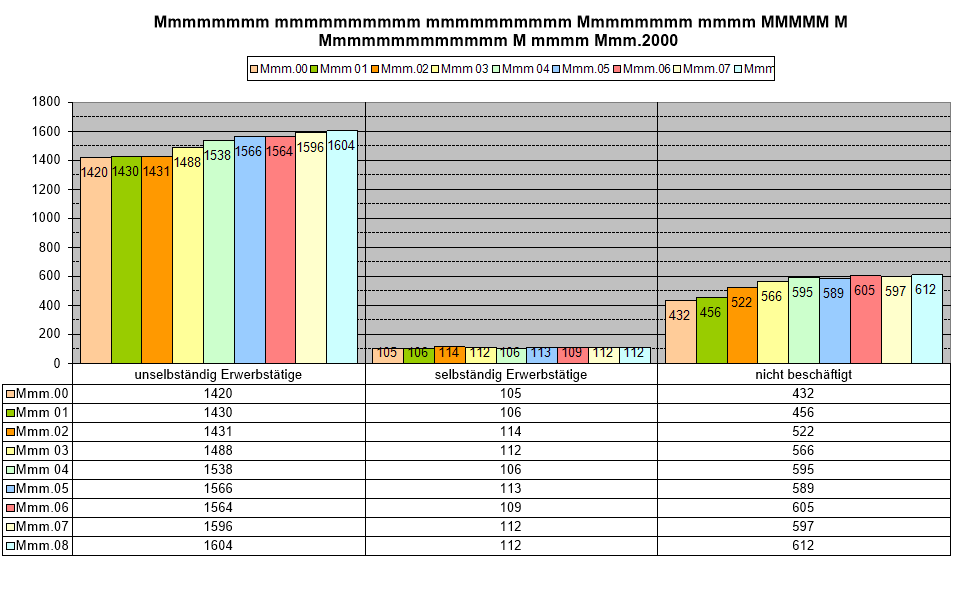 Mmmmmmmm mmmmmmmmmm mmmmmmmmmm Mmmmmmmm mmmm MMMMM M
Mmmmmmmmmmmmm M mmmm Mmm.2000
Mmm.00 Mmm 01 Mmm.02 Mmm 03 Mmm 04 Mmm.05 Mmm.06 Mmm.07 Mmm
1800
1600
1400
1200
1000
800
600
400
200
0
1420 1430 1431 1488 1538 1566 1564 1596 1604
105 106 114 112 106 113 109 112 112
432 456 522 566 595 589 605 597 612
unselbständig Erwerbstätige selbständig Erwerbstätige nicht beschäftigt
Mmm.00 1420 105 432
Mmm 01 1430 106 456
Mmm.02 1431 114 522
Mmm 03 1488 112 566
Mmm 04 1538 106 595
Mmm.05 1566 113 589
Mmm.06 1564 109 605
Mmm.07 1596 112 597
Mmm.08 1604 112 612